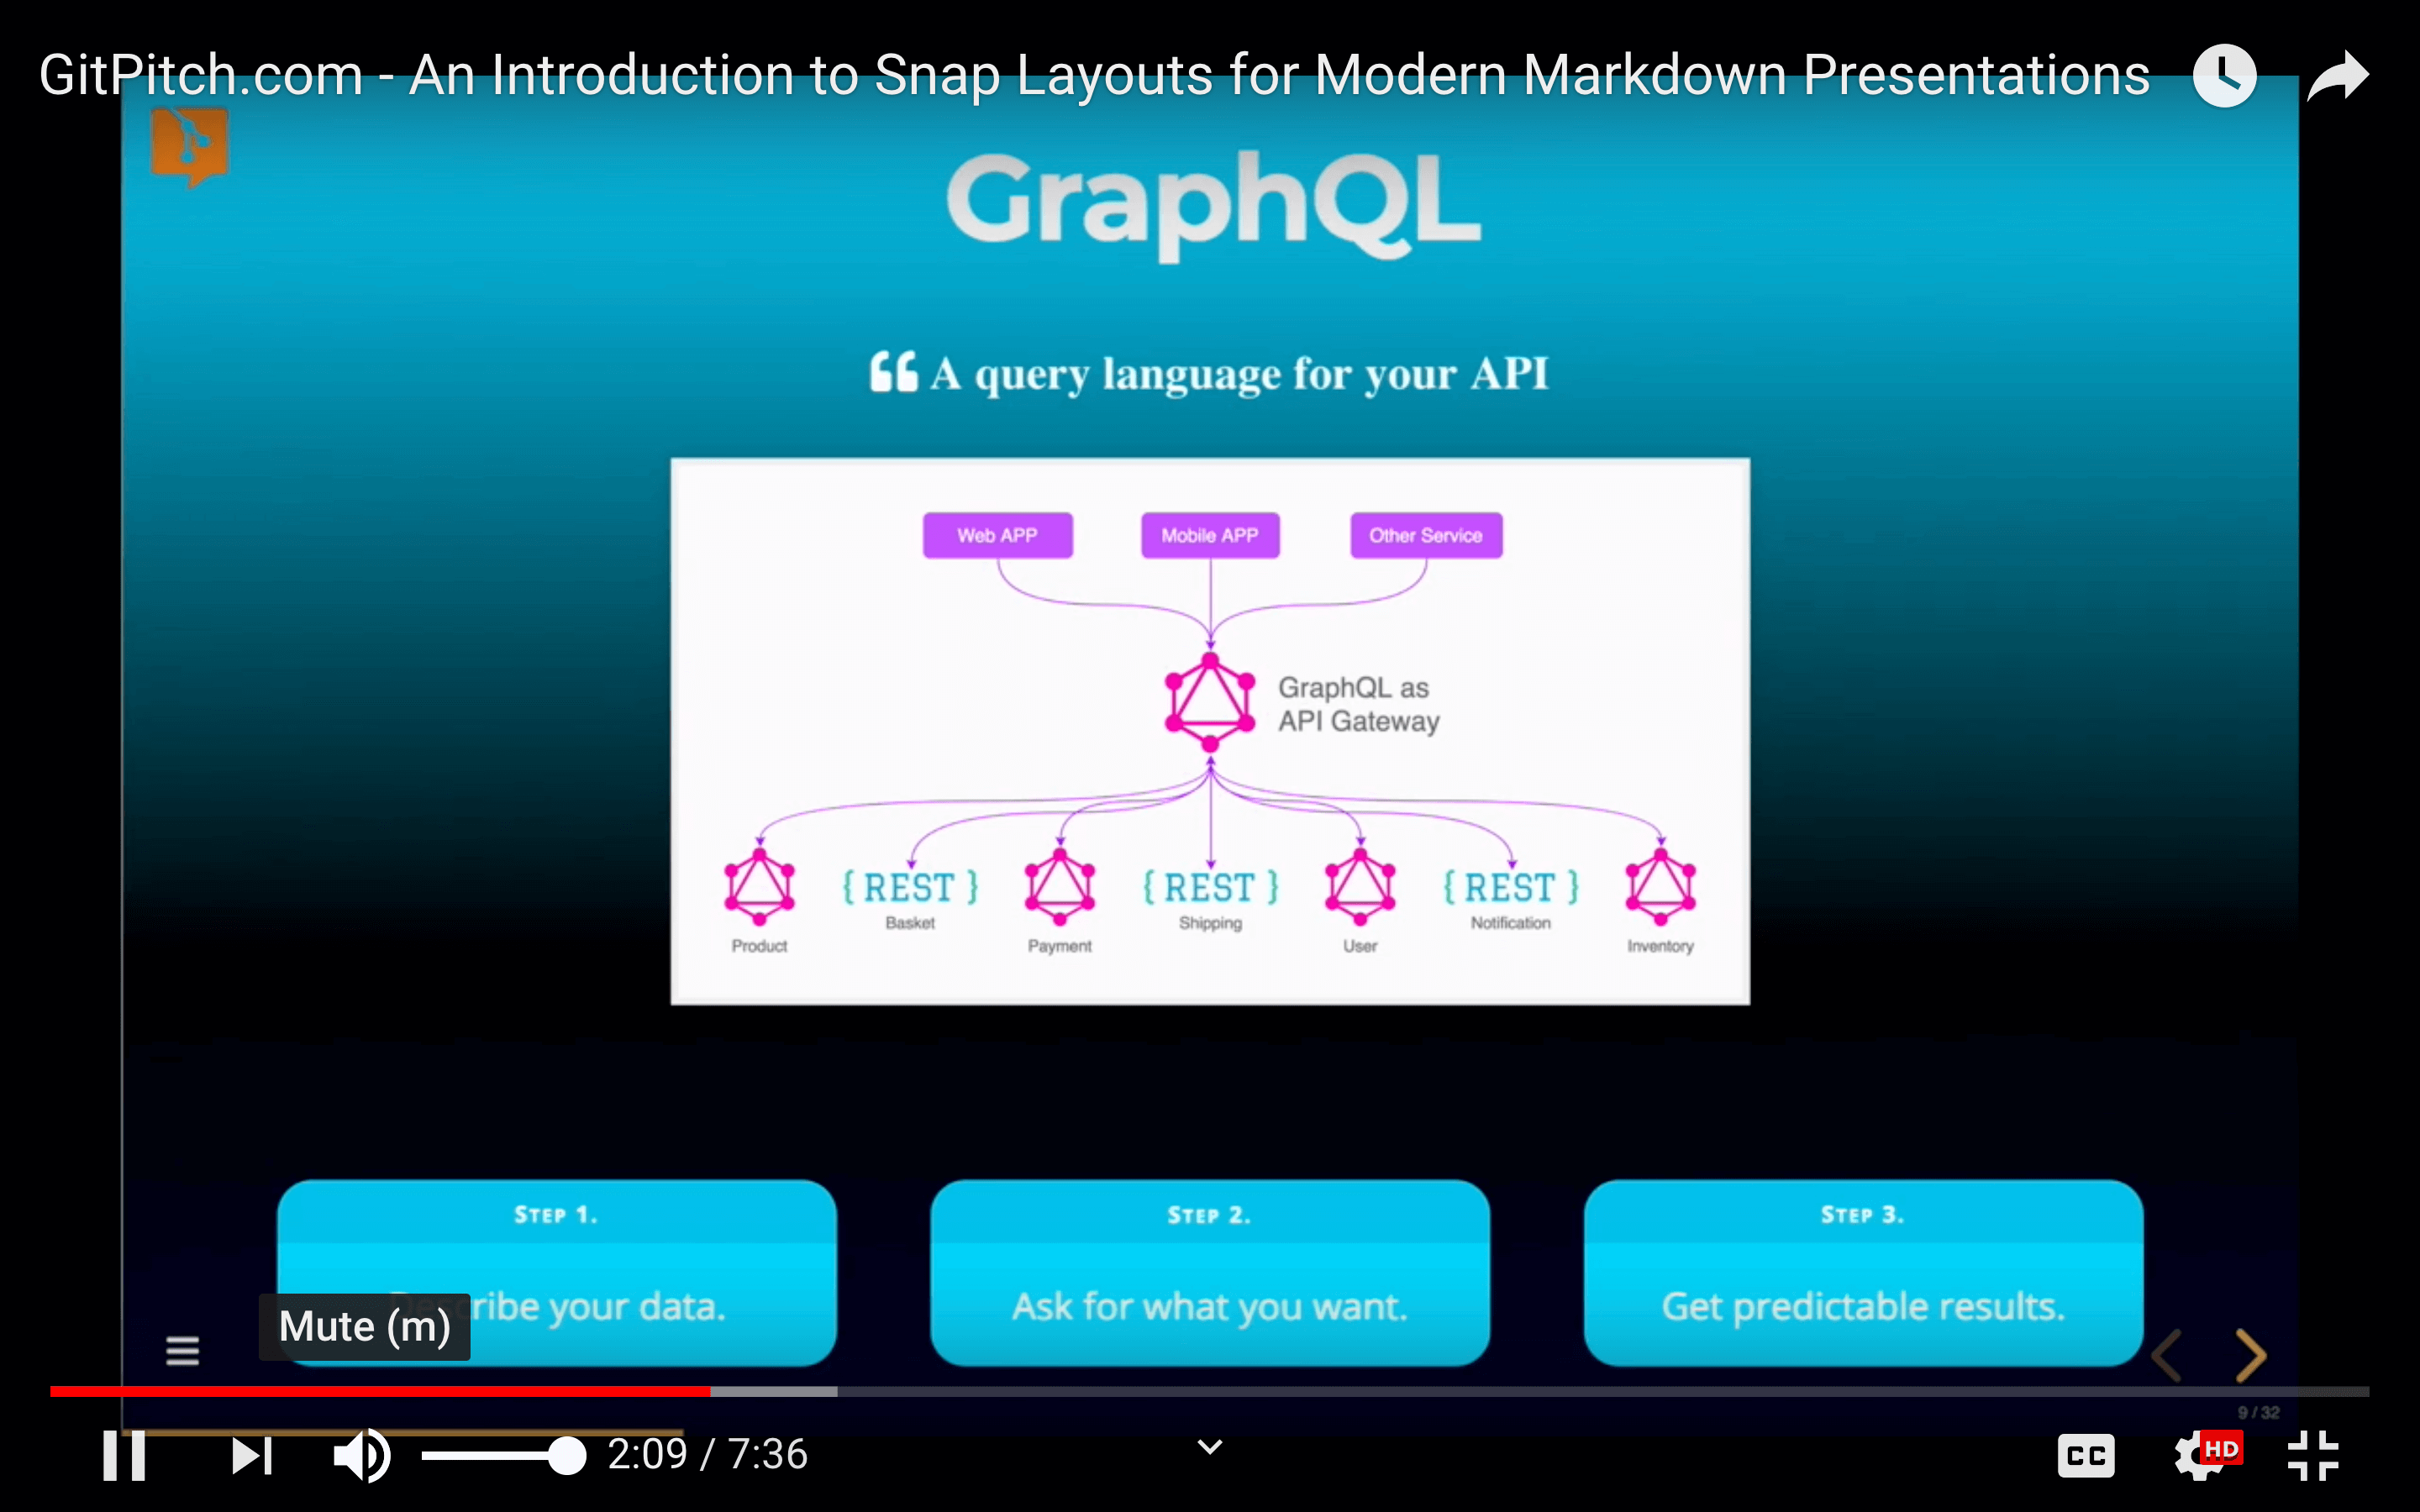 GitPitch.com - An Introduction to Snap Layouts for Modern Markdown Presentations
GraphQL
“ A query language for your API
Web APP
Mobile APP
Other Service
GraphQL as
API Gateway
{ REST }
{ REST }
{ REST }
Basket
Shipping
Notification
Product
Payment
User
Inventory
STEP 1.
STEP 2.
STEP 3.
Describe your data.
Ask for what you want.
Get predictable results.
Mute (m)
9 / 32
2:09 / 7:36
CC
HD